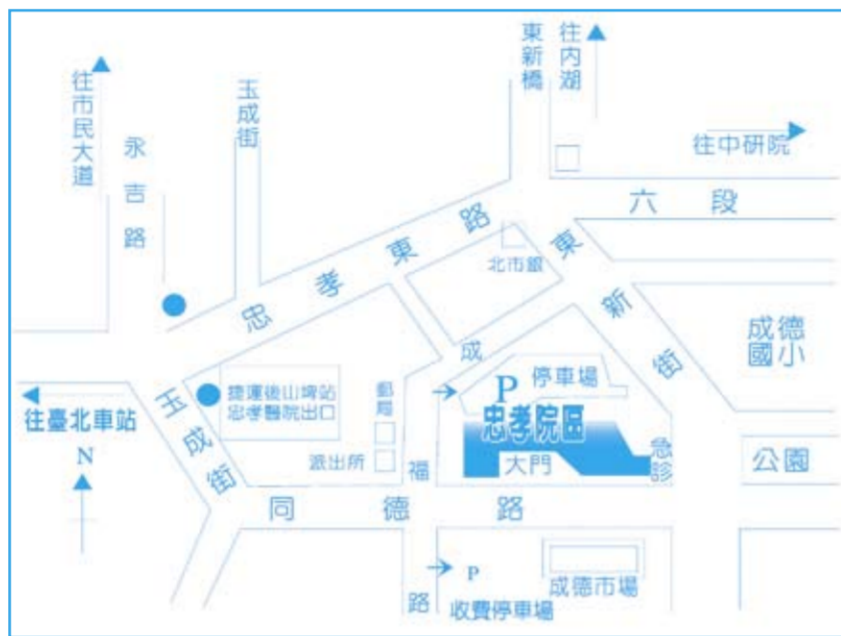 往市民大道
永吉路
玉成街
東新橋
往內湖
往中研院
六段
忠孝東路
北市銀
東新街
成德
國小
成福路
停車場
P
忠孝院區
大門
急診
捷運後山埤站
忠孝醫院出口
郵局
派出所
往臺北車站
玉成街
N
公園
同德路
P
收費停車場
成德市場